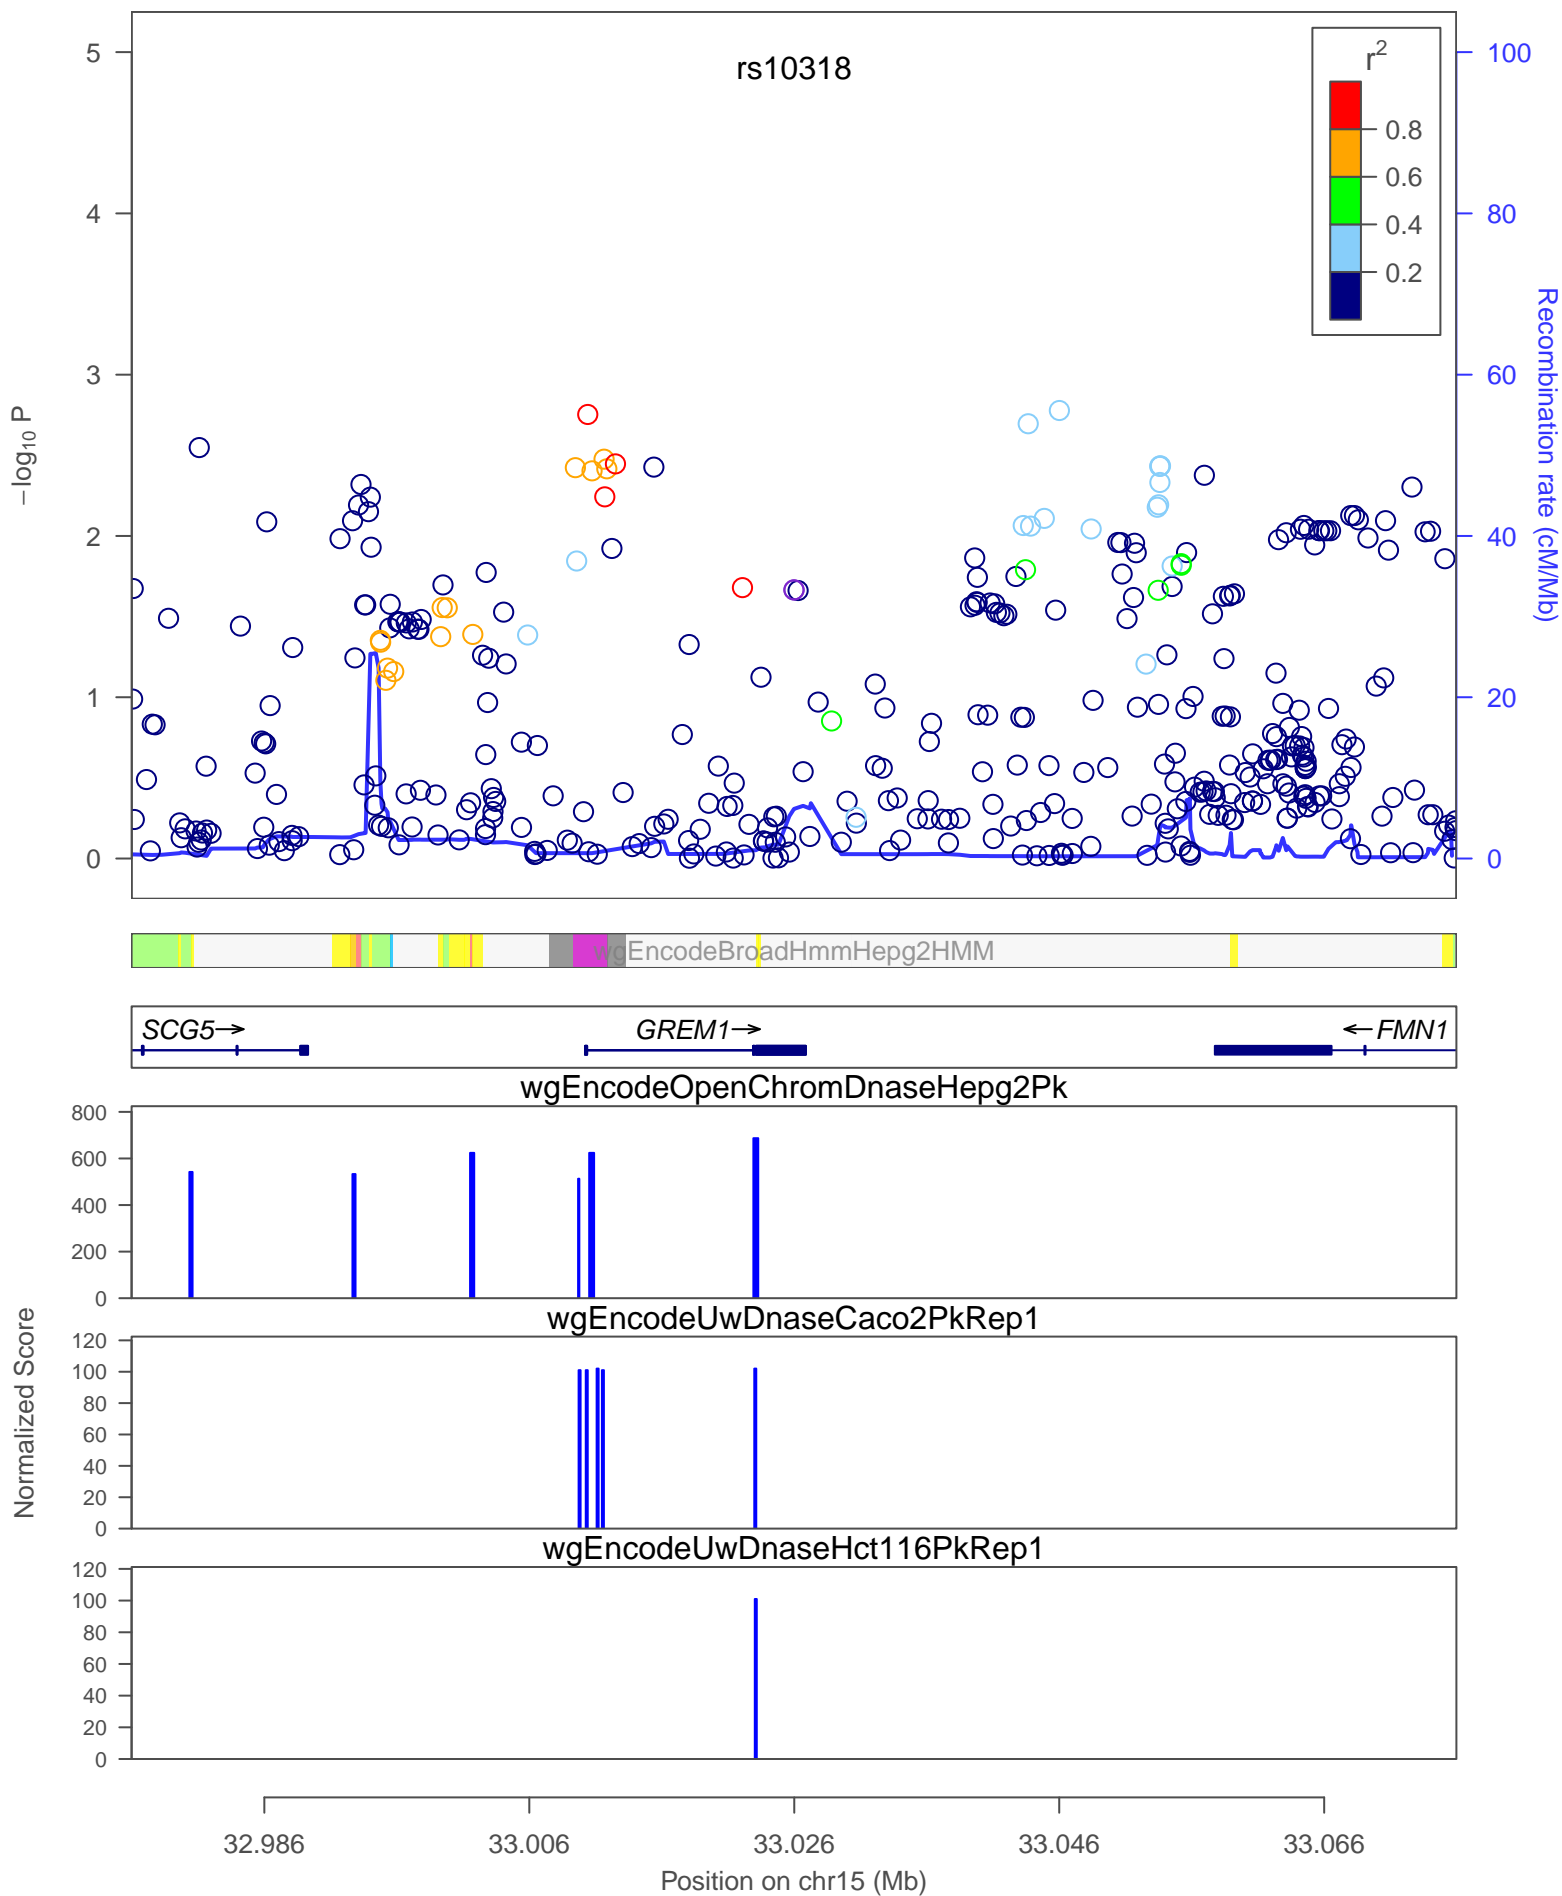 rs10318
r2
0.8
0.6
0.4
0.2
5
4
3
2
1
0
−log10 P
100
80
60
40
20
0
Recombination rate (cM/Mb)
wgEncodeBroadHmmHepg2HMM
SCG5→ GREM1→ ←FMN1
wgEncodeOpenChromDnaseHepg2Pk
800
600
400
200
0
wgEncodeUwDnaseCaco2PkRep1
120
100
80
60
40
20
0
Normalized Score
wgEncodeUwDnaseHct116PkRep1
120
100
80
60
40
20
0
32.986 33.006 33.026 33.046 33.066
Position on chr15 (Mb)